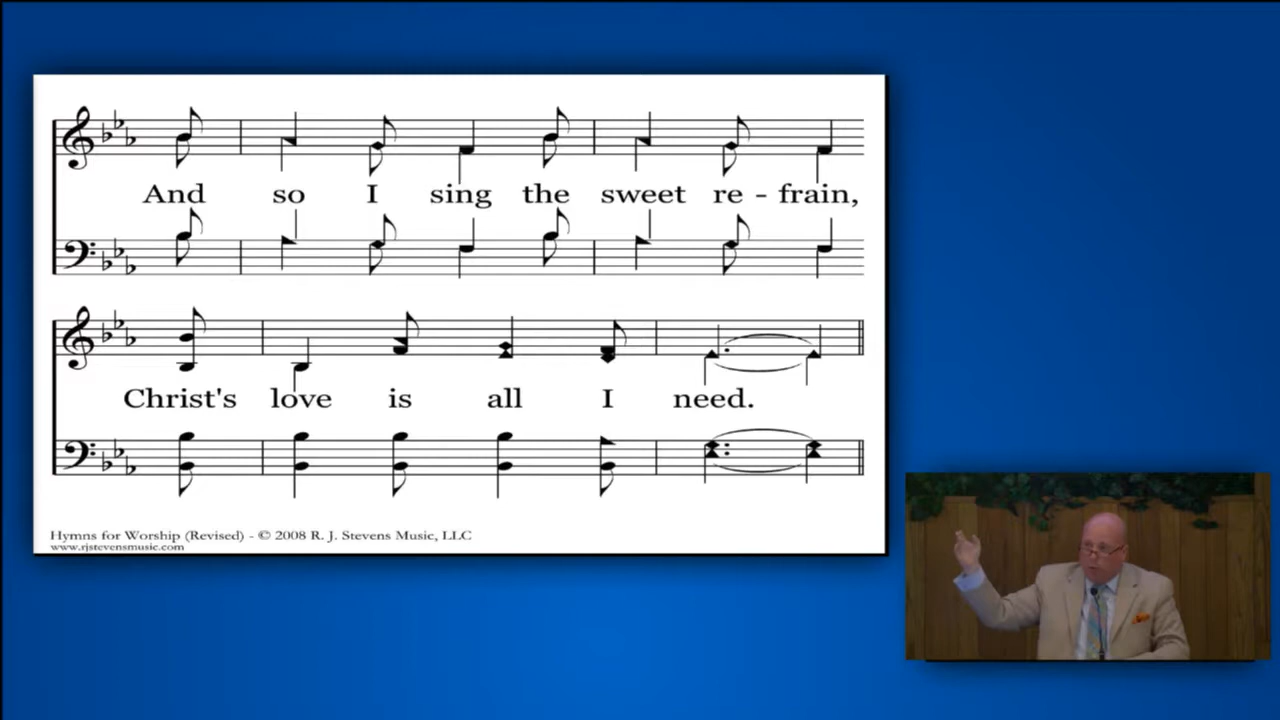 And so I sing the sweet re - frain,
Christ's love is all I need.
Hymns for Worship (Revised) - © 2008 R. J. Stevens Music, LLC
www.rjstevensmusic.com